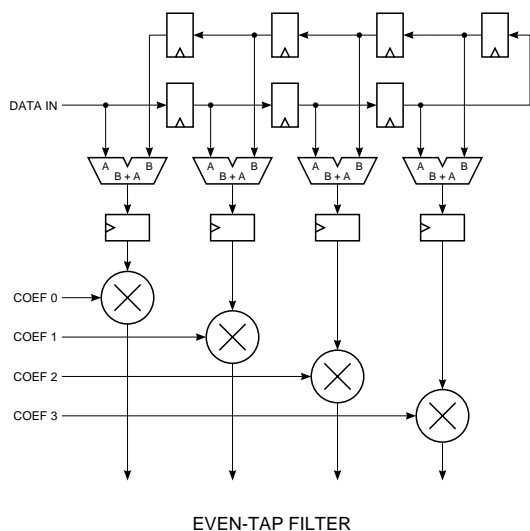 DATA IN
A B A B A B A B
B + A B + A B + A B + A
COEF 0
COEF 1
COEF 2
COEF 3
EVEN-TAP FILTER